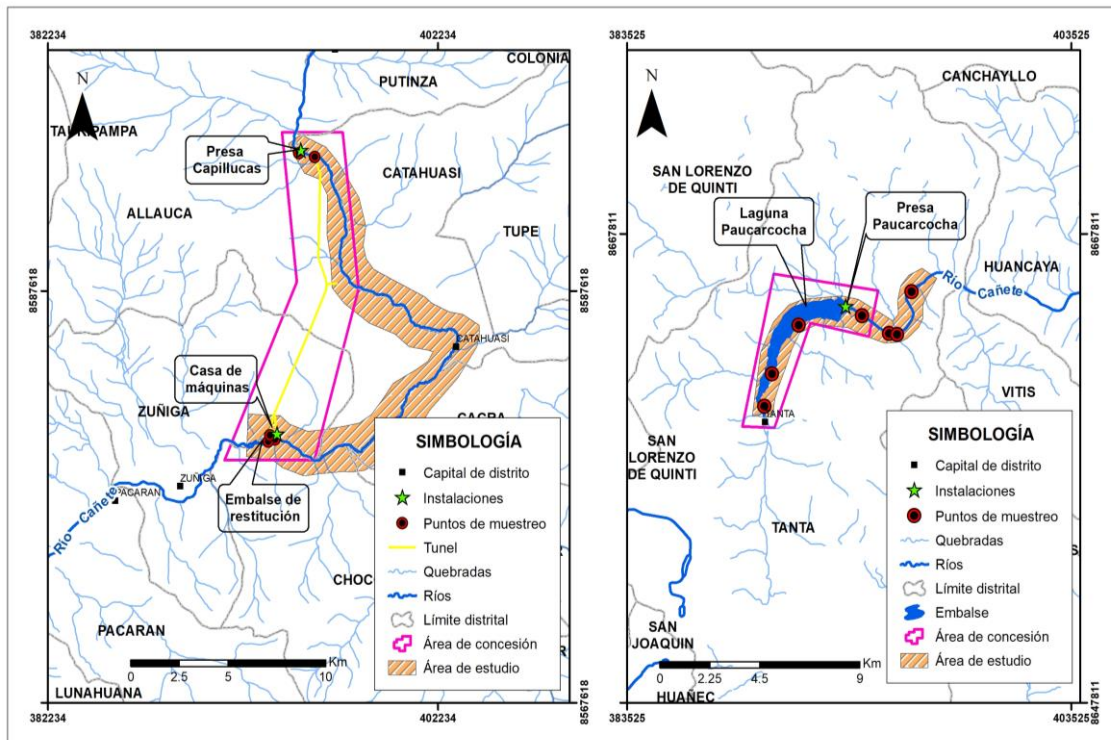 382234
402234
N
COLONIA
PUTINZA
Presa
Capillucas
CATAHUASI
ALLAUCA
TUPE
8587618
CATAHUASI
Casa de
máquinas
ZUÑIGA
ZUÑIGA
PACARAN
Embalse de
restitución
Río Cañete
CHOC
PACARAN
LUNAHUANA
Km
0 2.5 5 10
SIMBOLOGÍA
Capital de distrito
Instalaciones
Puntos de muestreo
Tunel
Quebradas
Ríos
Límite distrital
Área de concesión
Área de estudio
8587618
8567618
382234
402234
383525
403525
N
CANCHAYLLO
SAN LORENZO
DE QUINTI
Laguna
Paucarcocha
Presa
Paucarcocha
HUANCAYA
Río Cañete
8667811
VITIS
SAN
LORENZO
DE QUINTI
TANTA
SAN
JOAQUIN
HUAÑEC
Km
0 2.25 4.5 9
SIMBOLOGÍA
Capital de distrito
Instalaciones
Puntos de muestreo
Quebradas
Ríos
Límite distrital
Embalse
Área de concesión
Área de estudio
8667811
8647811
383525
403525